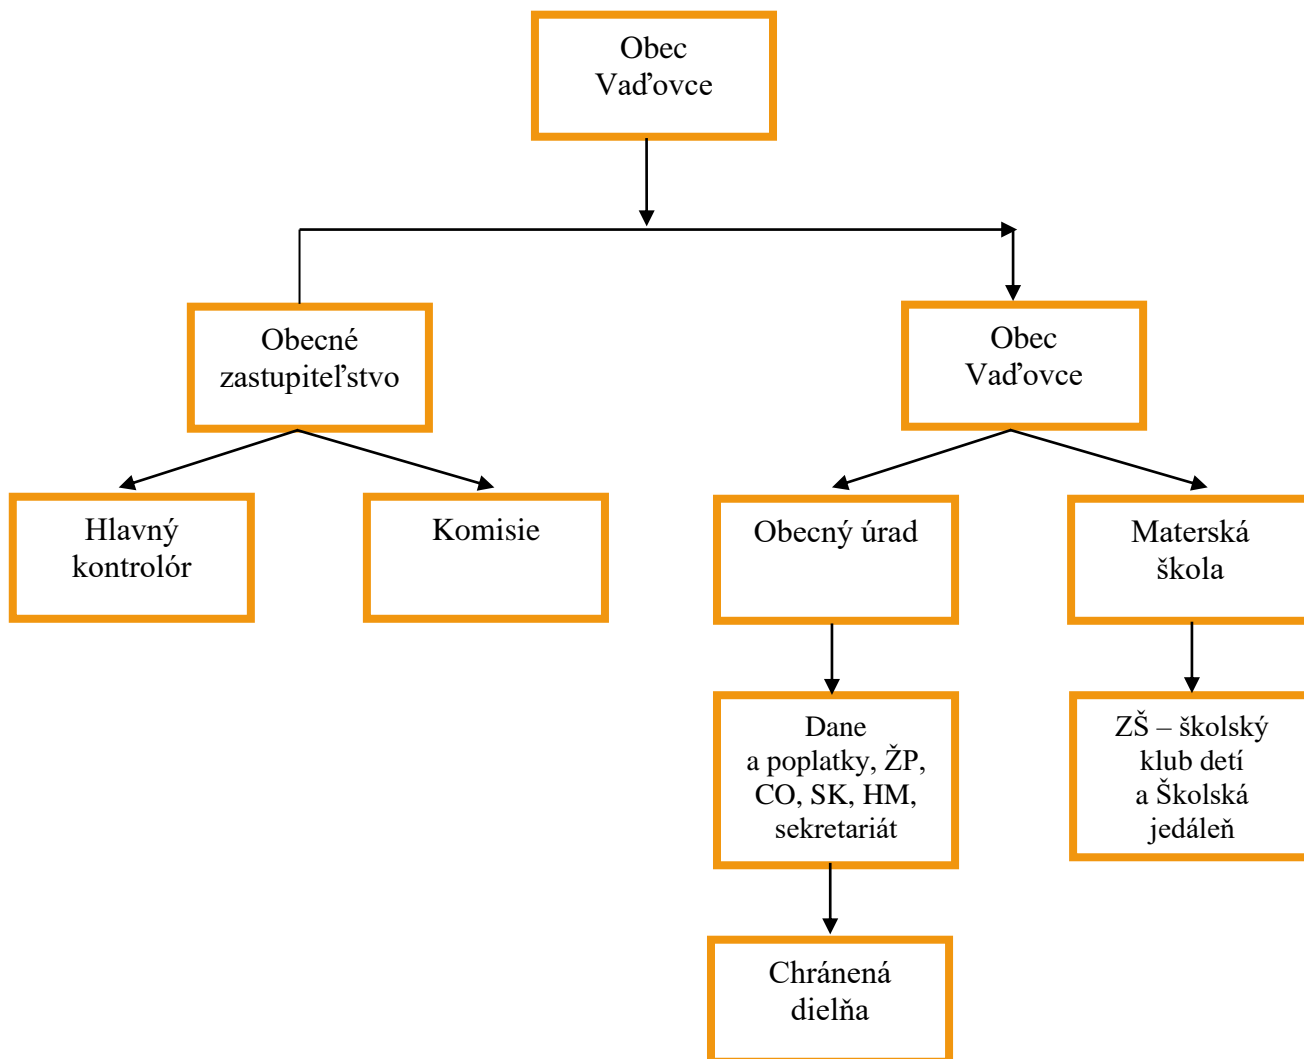 Obec
Vaďovce
Obecné
zastupiteľstvo
Obec
Vaďovce
Hlavný
kontrolór
Komisie
Obecný úrad
Materská
škola
Dane
a poplatky, ŽP,
CO, SK, HM,
sekretariát
ZŠ – školský
klub detí
a Školská
jedáleň
Chránená
dielňa